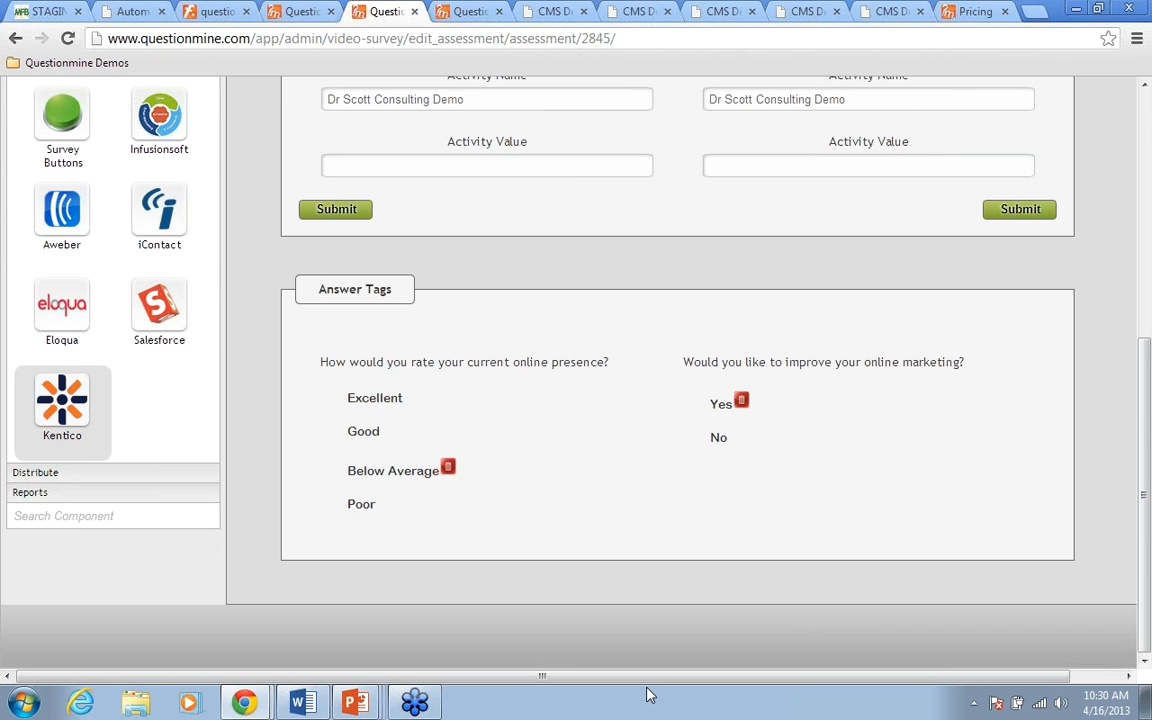 STAGIN
Autom
questio
Questio
Questic
Questic
CMS D
CMS D
CMS D
CMS D
CMS D
Pricing
www.questionmine.com/app/admin/video-survey/edit_assessment/assessment/2845/
Questionmine Demos
Survey
Buttons
Infusionsoft
Aweber
iContact
eloqua
Eloqua
Salesforce
Kentico
Distribute
Reports
Search Component
Activity Name
Activity Name
Dr Scott Consulting Demo
Dr Scott Consulting Demo
Activity Value
Activity Value
Submit
Submit
Answer Tags
How would you rate your current online presence?
Would you like to improve your online marketing?
Excellent
Yes
Good
No
Below Average
Poor
10:30 AM
4/16/2013